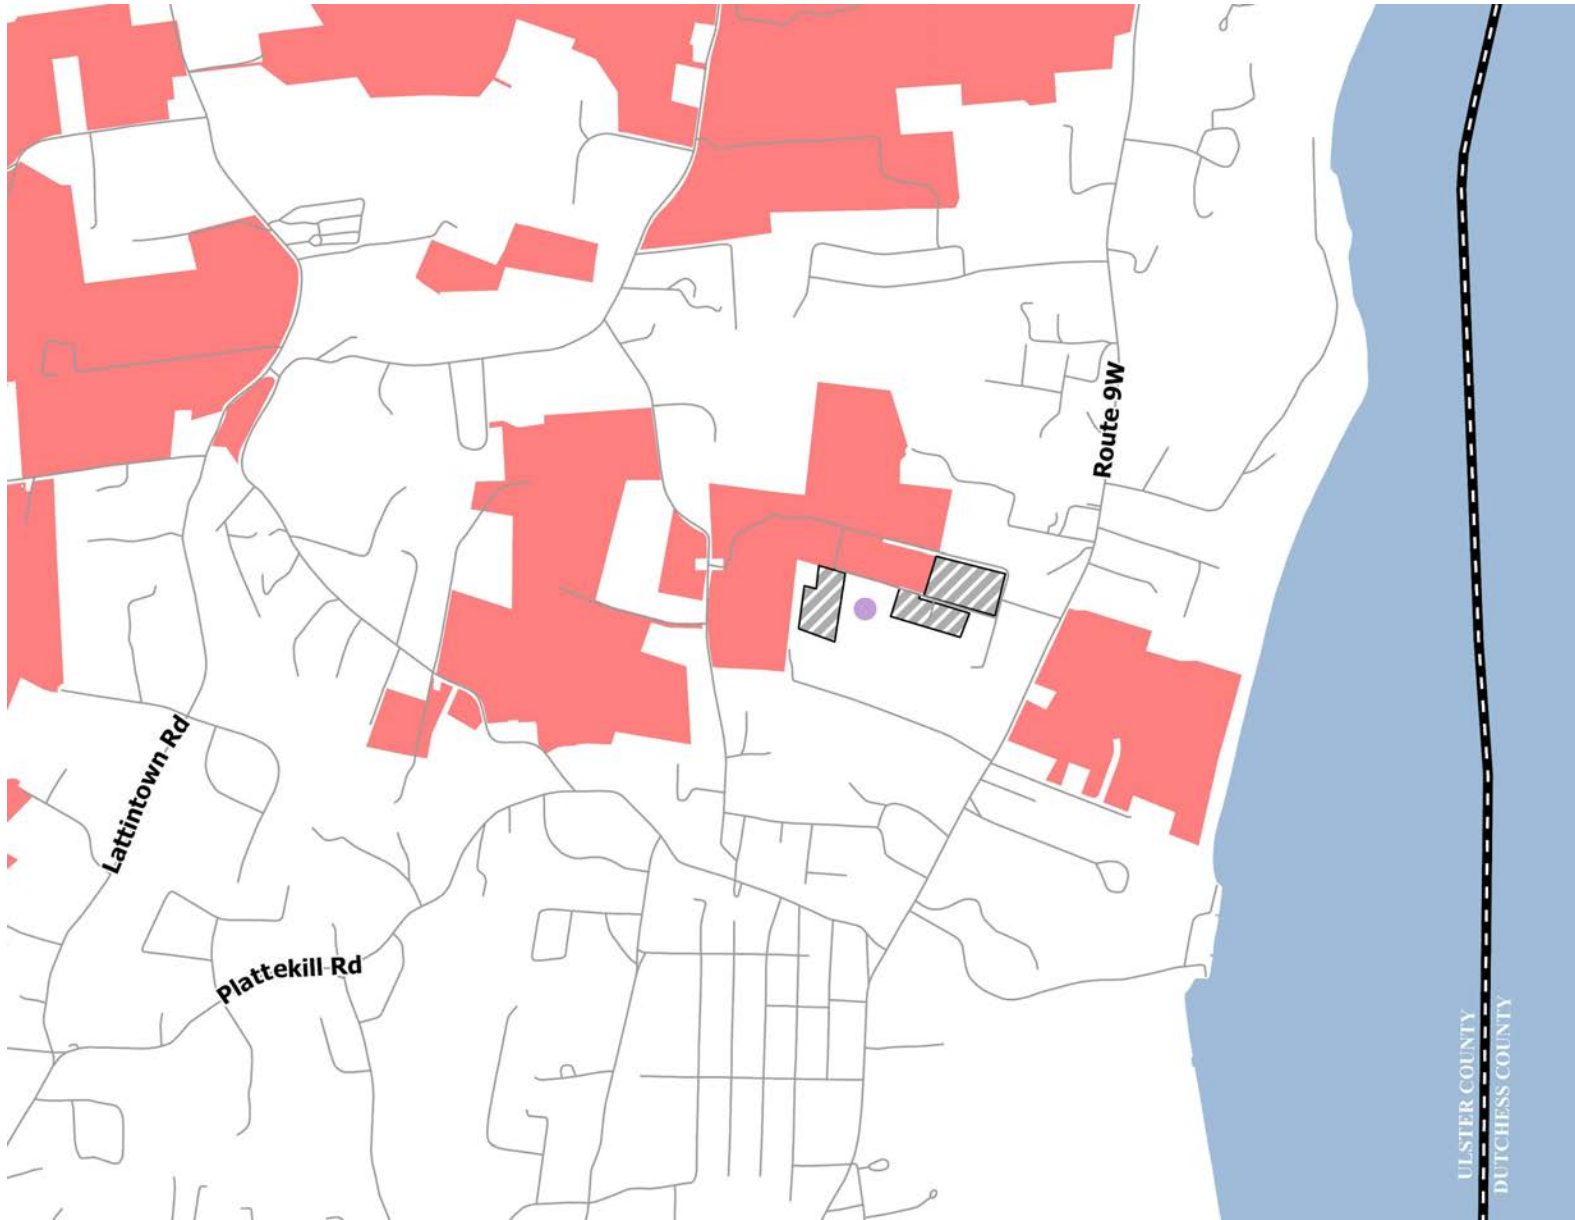 Route 9W
Lattintown Rd
Plattekill Rd
ULSTER COUNTY
DUTCHESS COUNTY